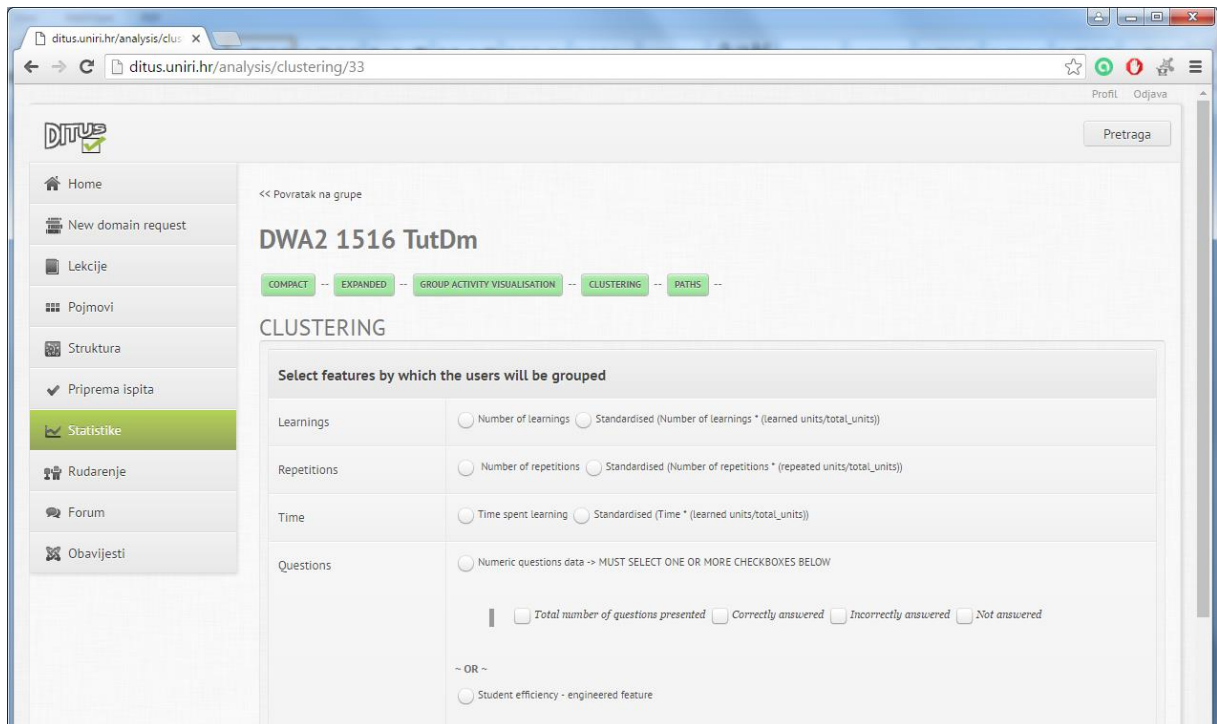 ditus.uniri.hr/analysis/clus
ditus.uniri.hr/analysis/clustering/33
Profil Odjava
DITUS
Pretraga
Home
New domain request
Lekcije
Pojmovi
Struktura
Priprema ispita
Statistike
Rudarenje
Forum
Obavijesti
<< Povratak na grupe
DWA2 1516 TutDm
COMPACT -- EXPANDED -- GROUP ACTIVITY VISUALISATION -- CLUSTERING -- PATHS --
CLUSTERING
Select features by which the users will be grouped
Learnings Number of learnings Standardised (Number of learnings * (learned units/total_units))
Repetitions Number of repetitions Standardised (Number of repetitions * (repeated units/total_units))
Time Time spent learning Standardised (Time * (learned units/total_units))
Questions Numeric questions data -> MUST SELECT ONE OR MORE CHECKBOXES BELOW
Total number of questions presented Correctly answered Incorrectly answered Not answered
~ OR ~
Student efficiency - engineered feature